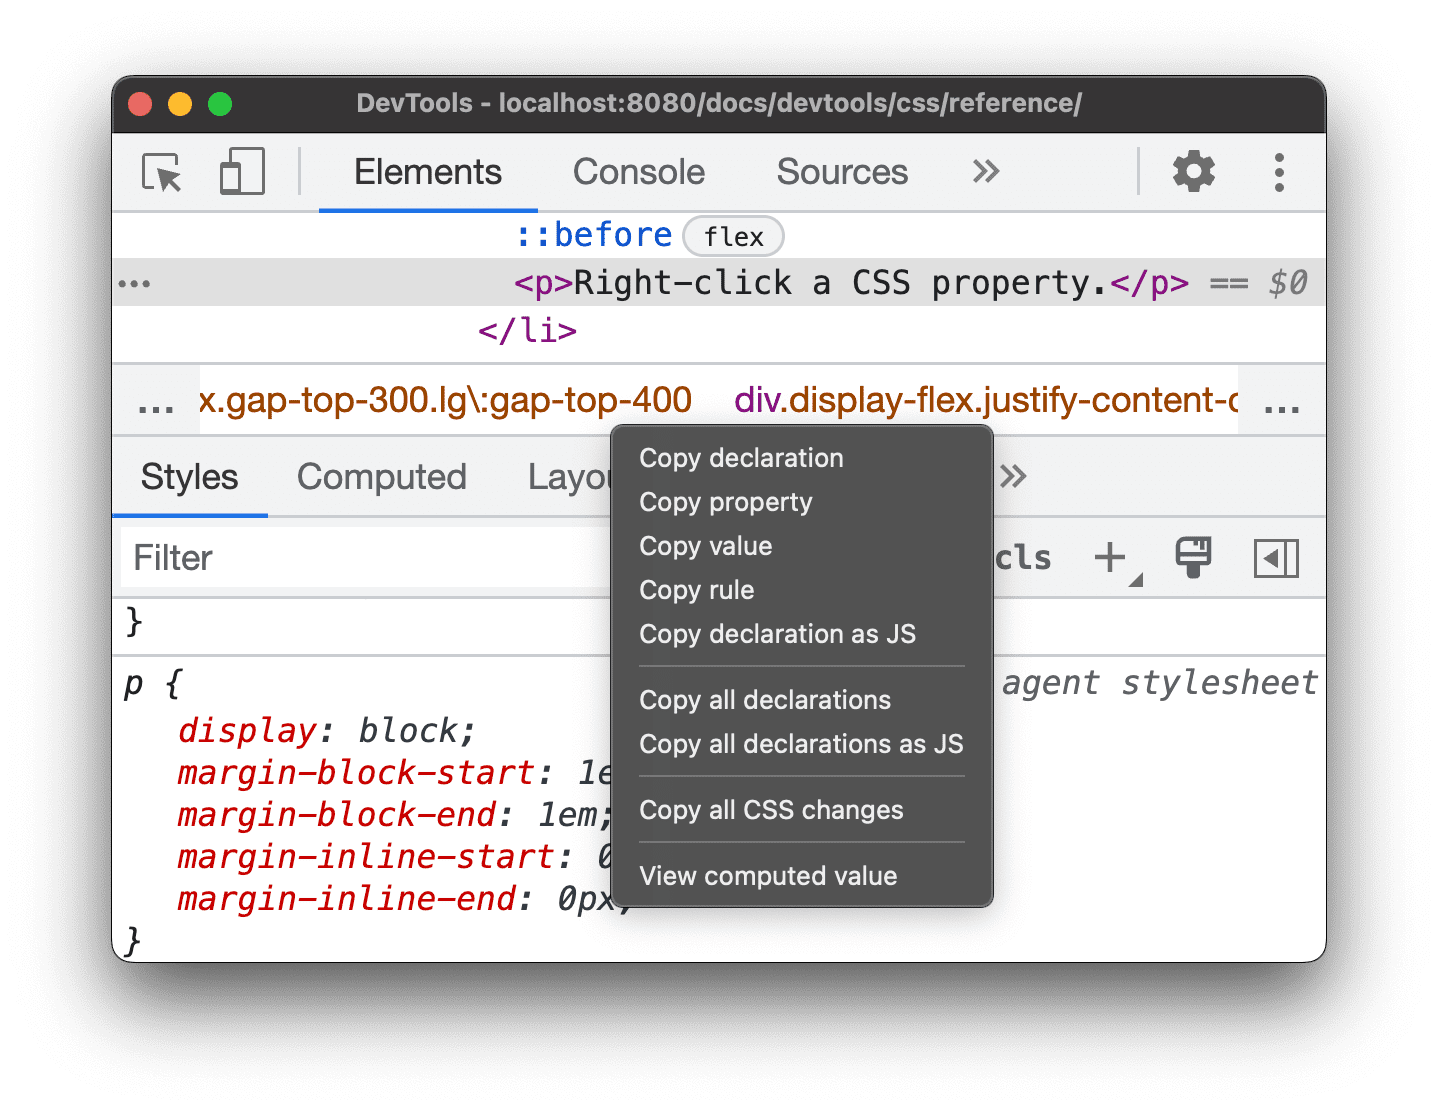 DevTools - localhost:8080/docs/devtools/css/reference/
Elements Console Sources »
::before flex
… <p>Right-click a CSS property.</p> == $0
</li>
… x.gap-top-300.lg\:gap-top-400 div.display-flex.justify-content- …
Styles Computed Layou »
Filter cls +
}
p { agent stylesheet
display: block;
margin-block-start: 1e
margin-block-end: 1em;
margin-inline-start: 0
margin-inline-end: 0px;
}
Copy declaration
Copy property
Copy value
Copy rule
Copy declaration as JS
Copy all declarations
Copy all declarations as JS
Copy all CSS changes
View computed value